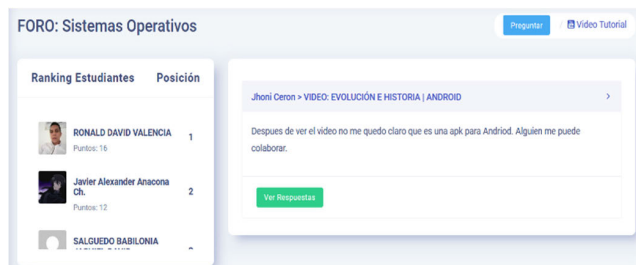 FORO: Sistemas Operativos
Preguntar
Video Tutorial
Ranking Estudiantes Posición
RONALD DAVID VALENCIA 1
Puntos: 16
Javier Alexander Anacona
Ch. 2
Puntos: 12
SALGUEDO BABILONIA
Jhoni Ceron > VIDEO: EVOLUCIÓN E HISTORIA | ANDROID >
Despues de ver el video no me quedo claro que es una apk para Andriod. Alguien me puede
colaborar.
Ver Respuestas